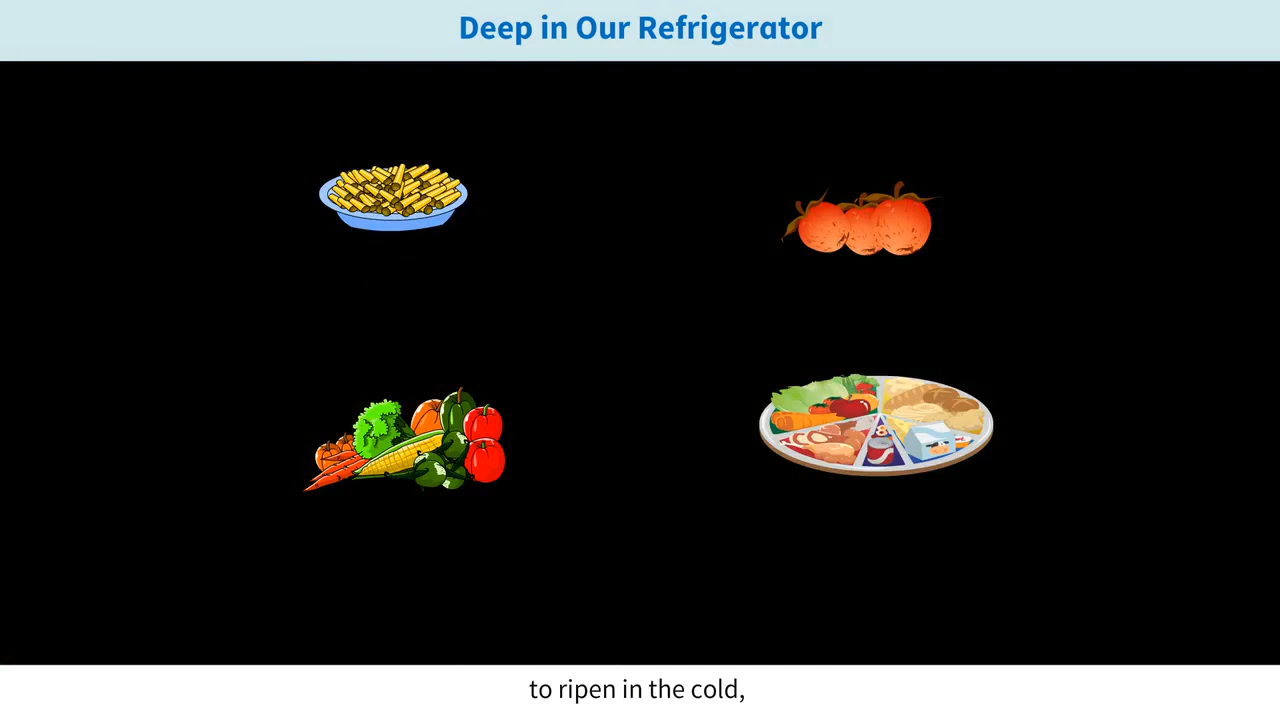 Deep in Our Refrigerator
to ripen in the cold,